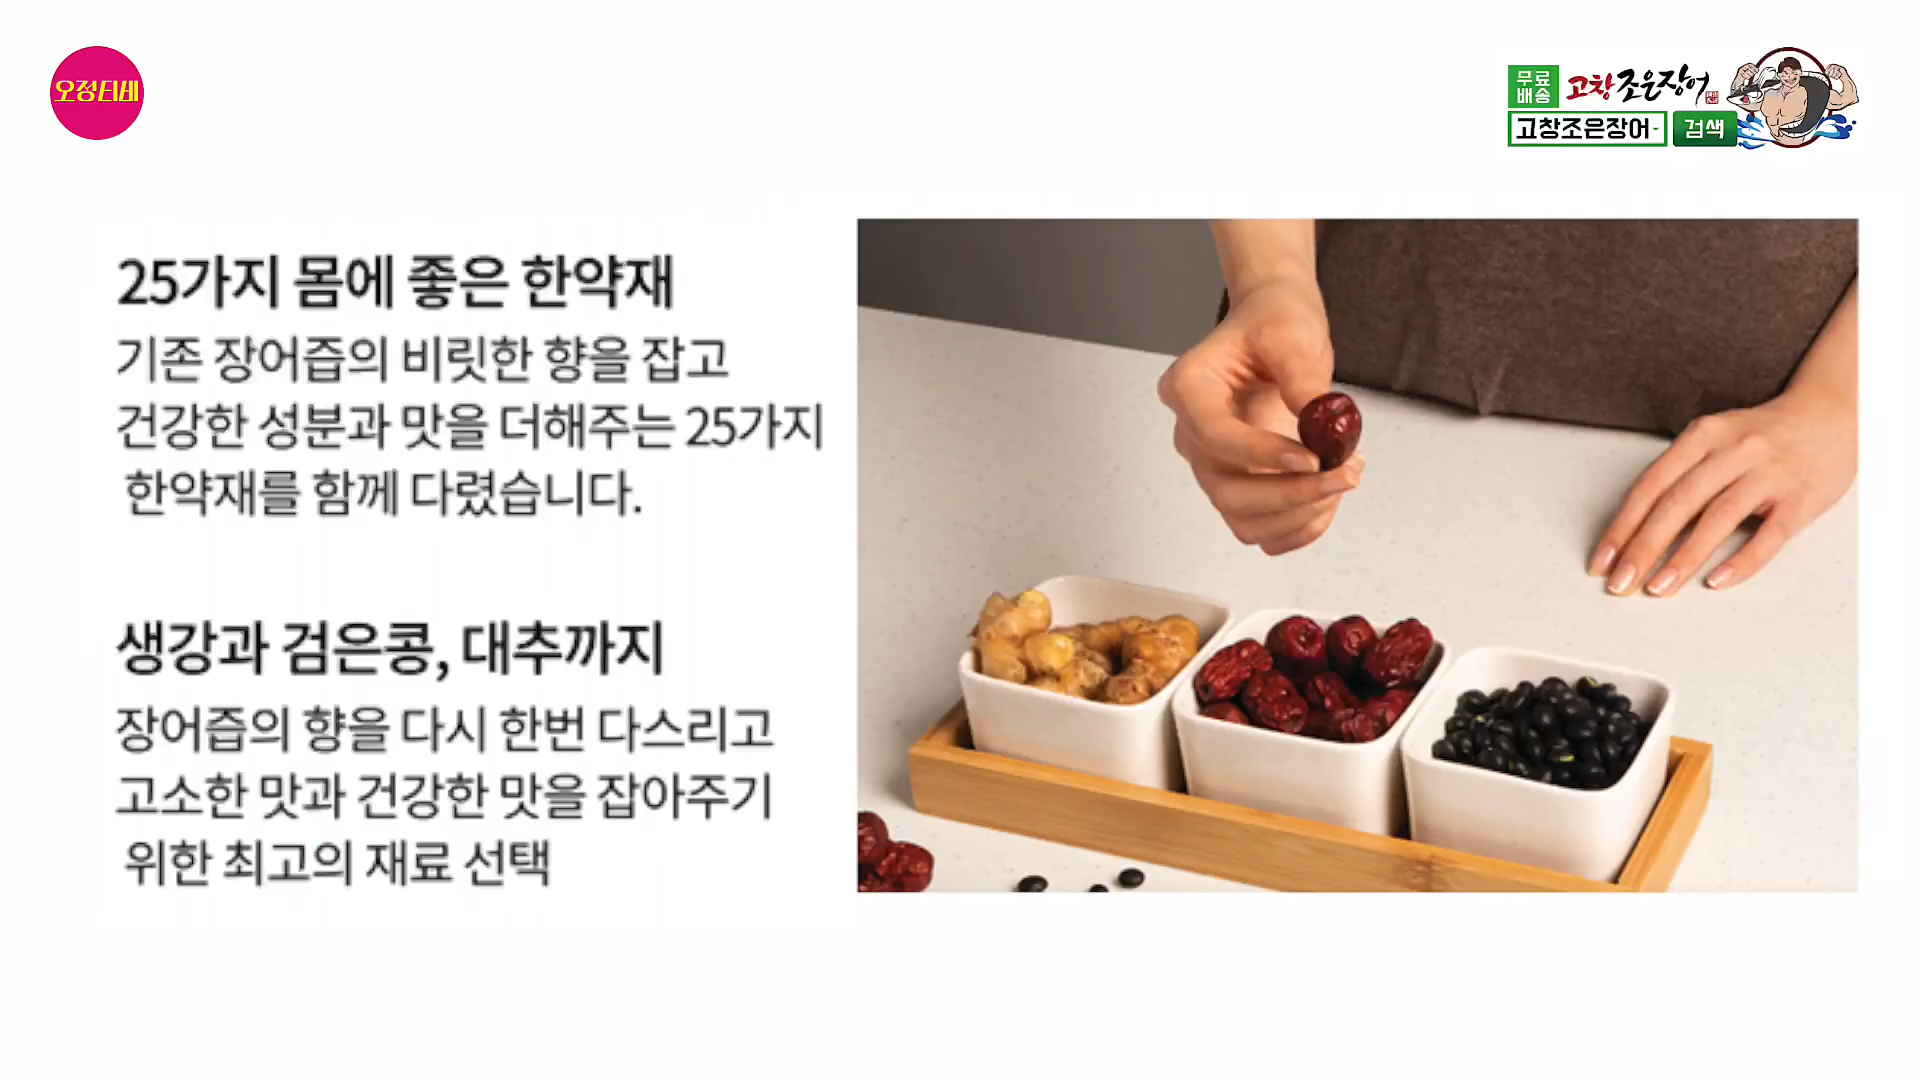 오정티비
무료
배송
고창조은장어
고창조은장어
검색
25가지 몸에 좋은 한약재
기존 장어즙의 비릿한 향을 잡고
건강한 성분과 맛을 더해주는 25가지
한약재를 함께 다렸습니다.
생강과 검은콩, 대추까지
장어즙의 향을 다시 한번 다스리고
고소한 맛과 건강한 맛을 잡아주기
위한 최고의 재료 선택